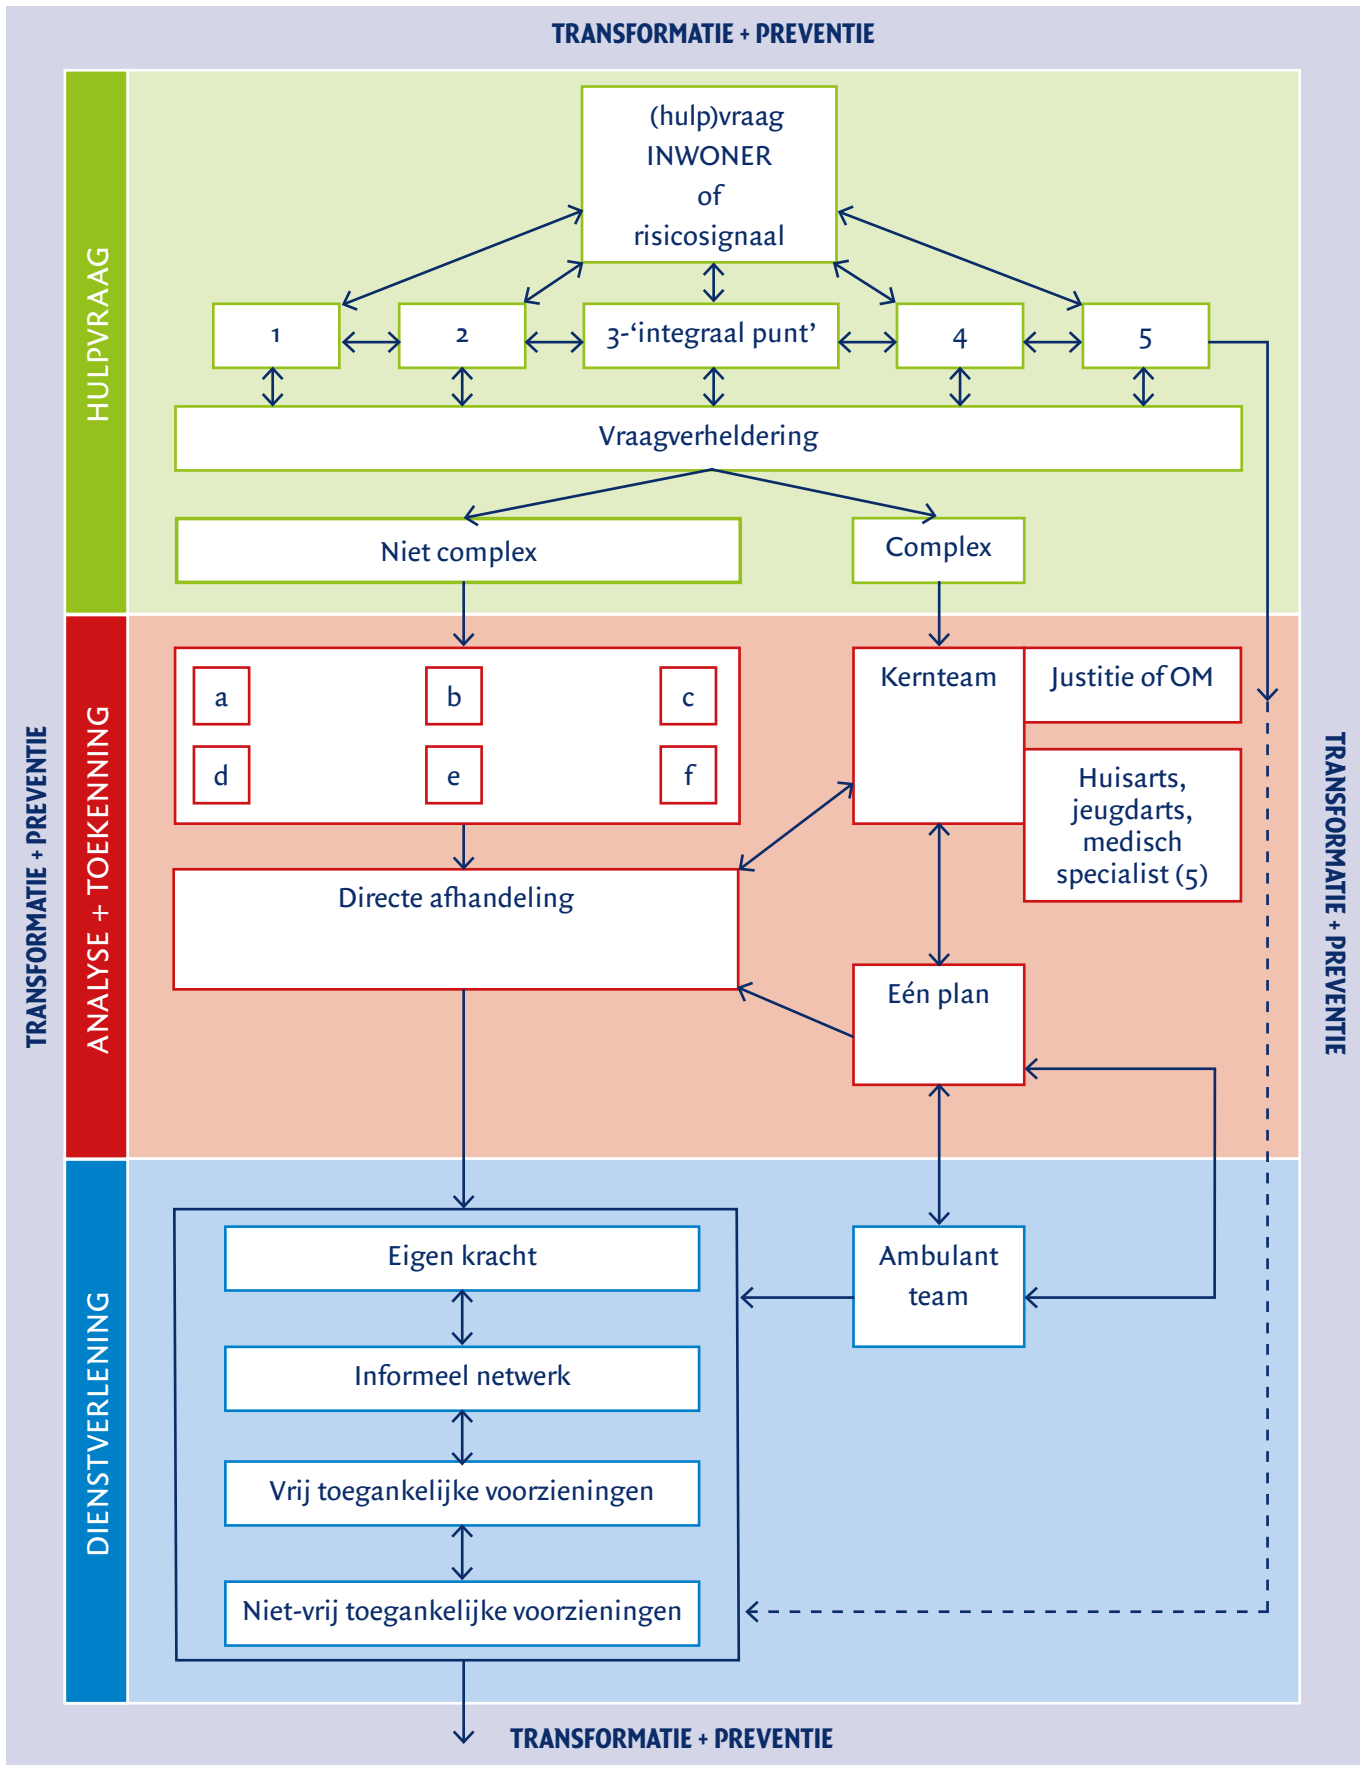 TRANSFORMATIE + PREVENTIE
HULPVRAAG
(hulp)vraag
INWONER
of
risicosignaal
1
2
3-‘integraal punt’
4
5
Vraagverheldering
Niet complex
Complex
ANALYSE + TOEKENNING
a
b
c
d
e
f
Kernteam
Justitie of OM
Huisarts,
jeugdarts,
medisch
specialist (5)
Directe afhandeling
Eén plan
TRANSFORMATIE + PREVENTIE
TRANSFORMATIE + PREVENTIE
DIENSTVERLENING
Eigen kracht
Ambulant
team
Informeel netwerk
Vrij toegankelijke voorzieningen
Niet-vrij toegankelijke voorzieningen
TRANSFORMATIE + PREVENTIE